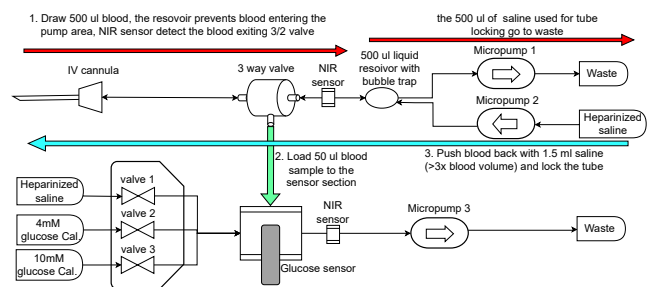 1. Draw 500 ul blood, the resovoir prevents blood entering the
pump area, NIR sensor detect the blood exiting 3/2 valve
the 500 ul of  saline used for tube
locking go to waste
IV cannula
3 way valve
NIR
sensor
500 ul liquid
resoivor with
bubble trap
Micropump 1
Waste
Micropump 2
Heparinized
saline
2. Load 50 ul blood
sample to the
sensor section
3. Push blood back with 1.5 ml saline
(>3x blood volume) and lock the tube
Heparinized
saline
valve 1
4mM
glucose Cal.
valve 2
10mM
glucose Cal.
valve 3
NIR
sensor
Micropump 3
Waste
Glucose sensor